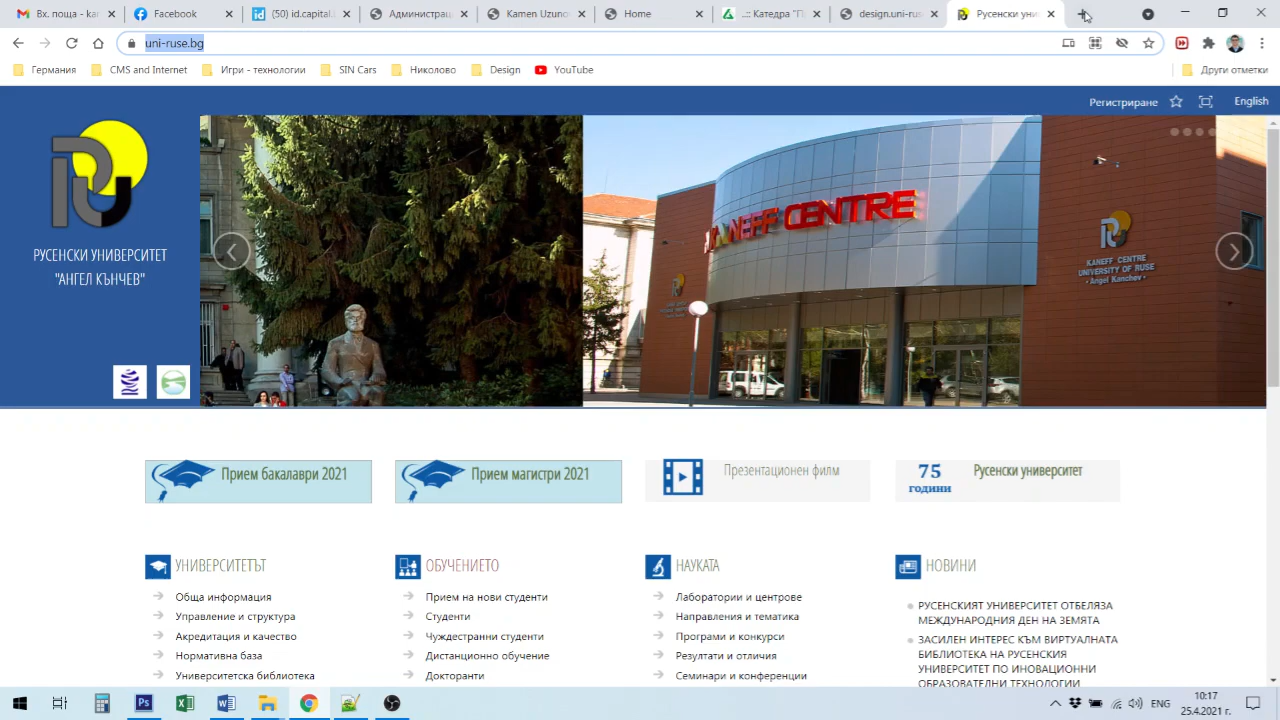 Вх. поща - kar
Facebook
(50) id.capital.
Администрац
Kamen Uzuno
Home
..:: Катедра "П
design.uni-rus
Русенски уни
uni-ruse.bg
Германия
CMS and Internet
Игри - технологии
SIN Cars
Николово
Design
YouTube
Други отметки
Регистриране
English
РУСЕНСКИ УНИВЕРСИТЕТ
"АНГЕЛ КЪНЧЕВ"
KANEFF CENTRE
KANEFF CENTRE
UNIVERSITY OF RUSE
Angel Kanchev
Прием бакалаври 2021
Прием магистри 2021
Презентационен филм
75
години
Русенски университет
УНИВЕРСИТЕТЪТ
Обща информация
Управление и структура
Акредитация и качество
Нормативна база
Университетска библиотека
ОБУЧЕНИЕТО
Прием на нови студенти
Студенти
Чуждестранни студенти
Дистанционно обучение
Докторанти
НАУКАТА
Лаборатории и центрове
Направления и тематика
Програми и конкурси
Резултати и отличия
Семинари и конференции
НОВИНИ
РУСЕНСКИЯТ УНИВЕРСИТЕТ ОТБЕЛЯЗА
МЕЖДУНАРОДНИЯ ДЕН НА ЗЕМЯТА
ЗАСИЛЕН ИНТЕРЕС КЪМ ВИРТУАЛНАТА
БИБЛИОТЕКА НА РУСЕНСКИЯ
УНИВЕРСИТЕТ ПО ИНОВАЦИОННИ
ОБРАЗОВАТЕЛНИ ТЕХНОЛОГИИ
Ps
ENG
10:17
25.4.2021 г.